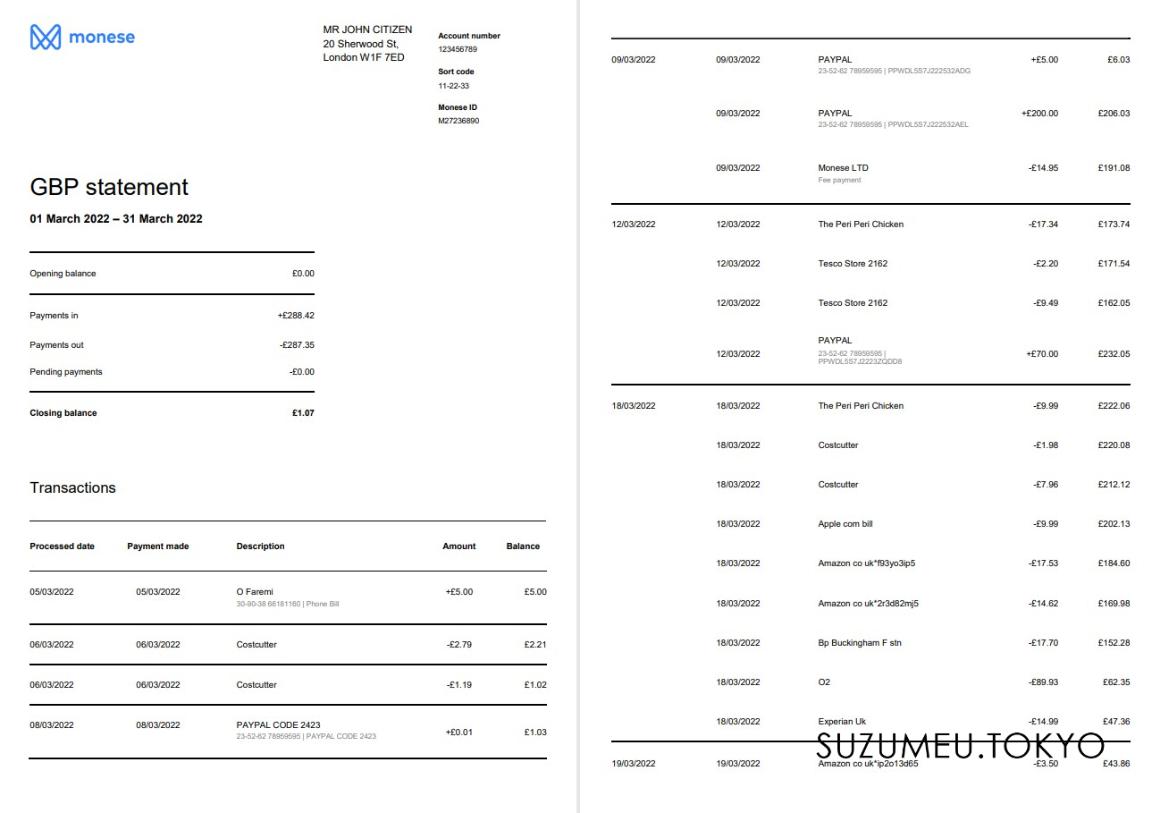 monese
MR JOHN CITIZEN
20 Sherwood St,
London W1F 7ED
Account number
123456789
Sort code
11-22-33
Monese ID
M27236890
GBP statement
01 March 2022 – 31 March 2022
Opening balance £0.00
Payments in +£288.42
Payments out -£287.35
Pending payments -£0.00
Closing balance £1.07
Transactions
Processed date Payment made Description Amount Balance
05/03/2022 05/03/2022 O Faremi +£5.00 £5.00
30-90-38 66181160 | Phone Bill
06/03/2022 06/03/2022 Costcutter -£2.79 £2.21
06/03/2022 06/03/2022 Costcutter -£1.19 £1.02
08/03/2022 08/03/2022 PAYPAL CODE 2423 +£0.01 £1.03
23-52-62 78959595 | PAYPAL CODE 2423
09/03/2022 09/03/2022 PAYPAL +£5.00 £6.03
23-52-62 78959595 | PPWDL5S7J222532ADG
09/03/2022 PAYPAL +£200.00 £206.03
23-52-62 78959595 | PPWDL5S7J222532AEL
09/03/2022 Monese LTD -£14.95 £191.08
Fee payment
12/03/2022 12/03/2022 The Peri Peri Chicken -£17.34 £173.74
12/03/2022 Tesco Store 2162 -£2.20 £171.54
12/03/2022 Tesco Store 2162 -£9.49 £162.05
12/03/2022 PAYPAL +£70.00 £232.05
23-52-62 78959595 |
PPWDL5S7J2223ZQDD8
18/03/2022 18/03/2022 The Peri Peri Chicken -£9.99 £222.06
18/03/2022 Costcutter -£1.98 £220.08
18/03/2022 Costcutter -£7.96 £212.12
18/03/2022 Apple com bill -£9.99 £202.13
18/03/2022 Amazon co uk*f93yo3ip5 -£17.53 £184.60
18/03/2022 Amazon co uk*2r3d82mj5 -£14.62 £169.98
18/03/2022 Bp Buckingham F stn -£17.70 £152.28
18/03/2022 O2 -£89.93 £62.35
18/03/2022 Experian Uk -£14.99 £47.36
SUZUMEU.TOKYO
19/03/2022 19/03/2022 Amazon co uk*ip2o13d65 -£3.50 £43.86